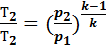 T₂/T₂ = (p₂/p₁)^((k-1)/k)